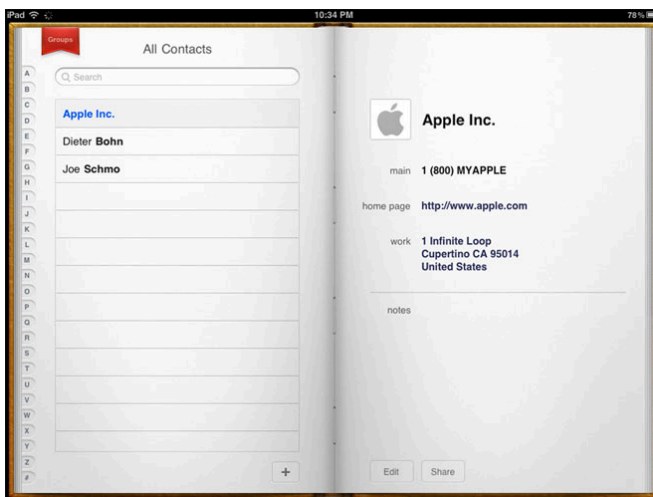 iPad 10:34 PM 78%
Groups
All Contacts
Search
A
B
C
D
E
F
G
H
I
J
K
L
M
N
O
P
Q
R
S
T
U
V
W
X
Y
Z
#
Apple Inc.
Dieter Bohn
Joe Schmo
+
Apple Inc.
main 1 (800) MYAPPLE
home page http://www.apple.com
work 1 Infinite Loop
Cupertino CA 95014
United States
notes
Edit Share